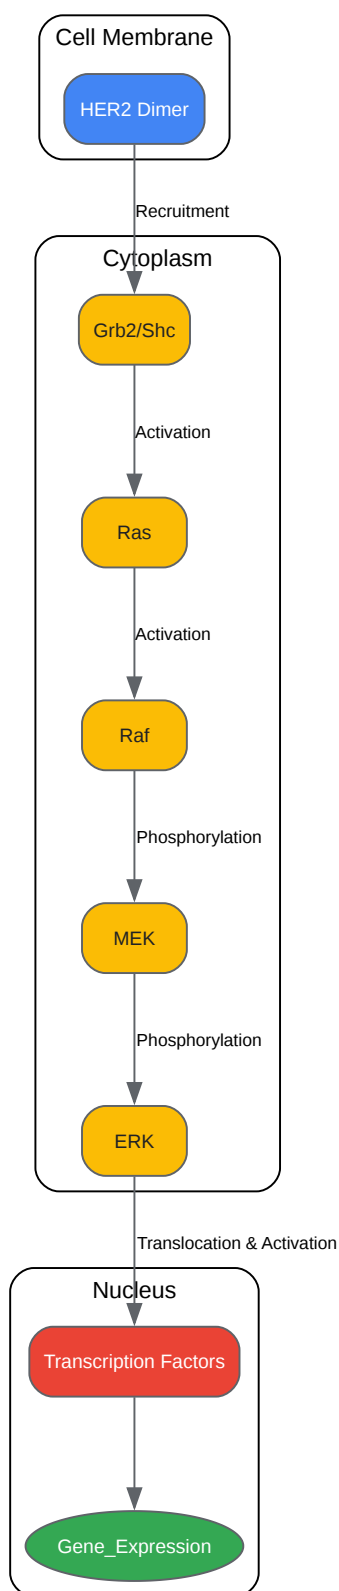 Cell Membrane
HER2 Dimer
Recruitment
Cytoplasm
Grb2/Shc
Activation
Ras
Activation
Raf
Phosphorylation
MEK
Phosphorylation
ERK
Translocation & Activation
Nucleus
Transcription Factors
Gene_Expression